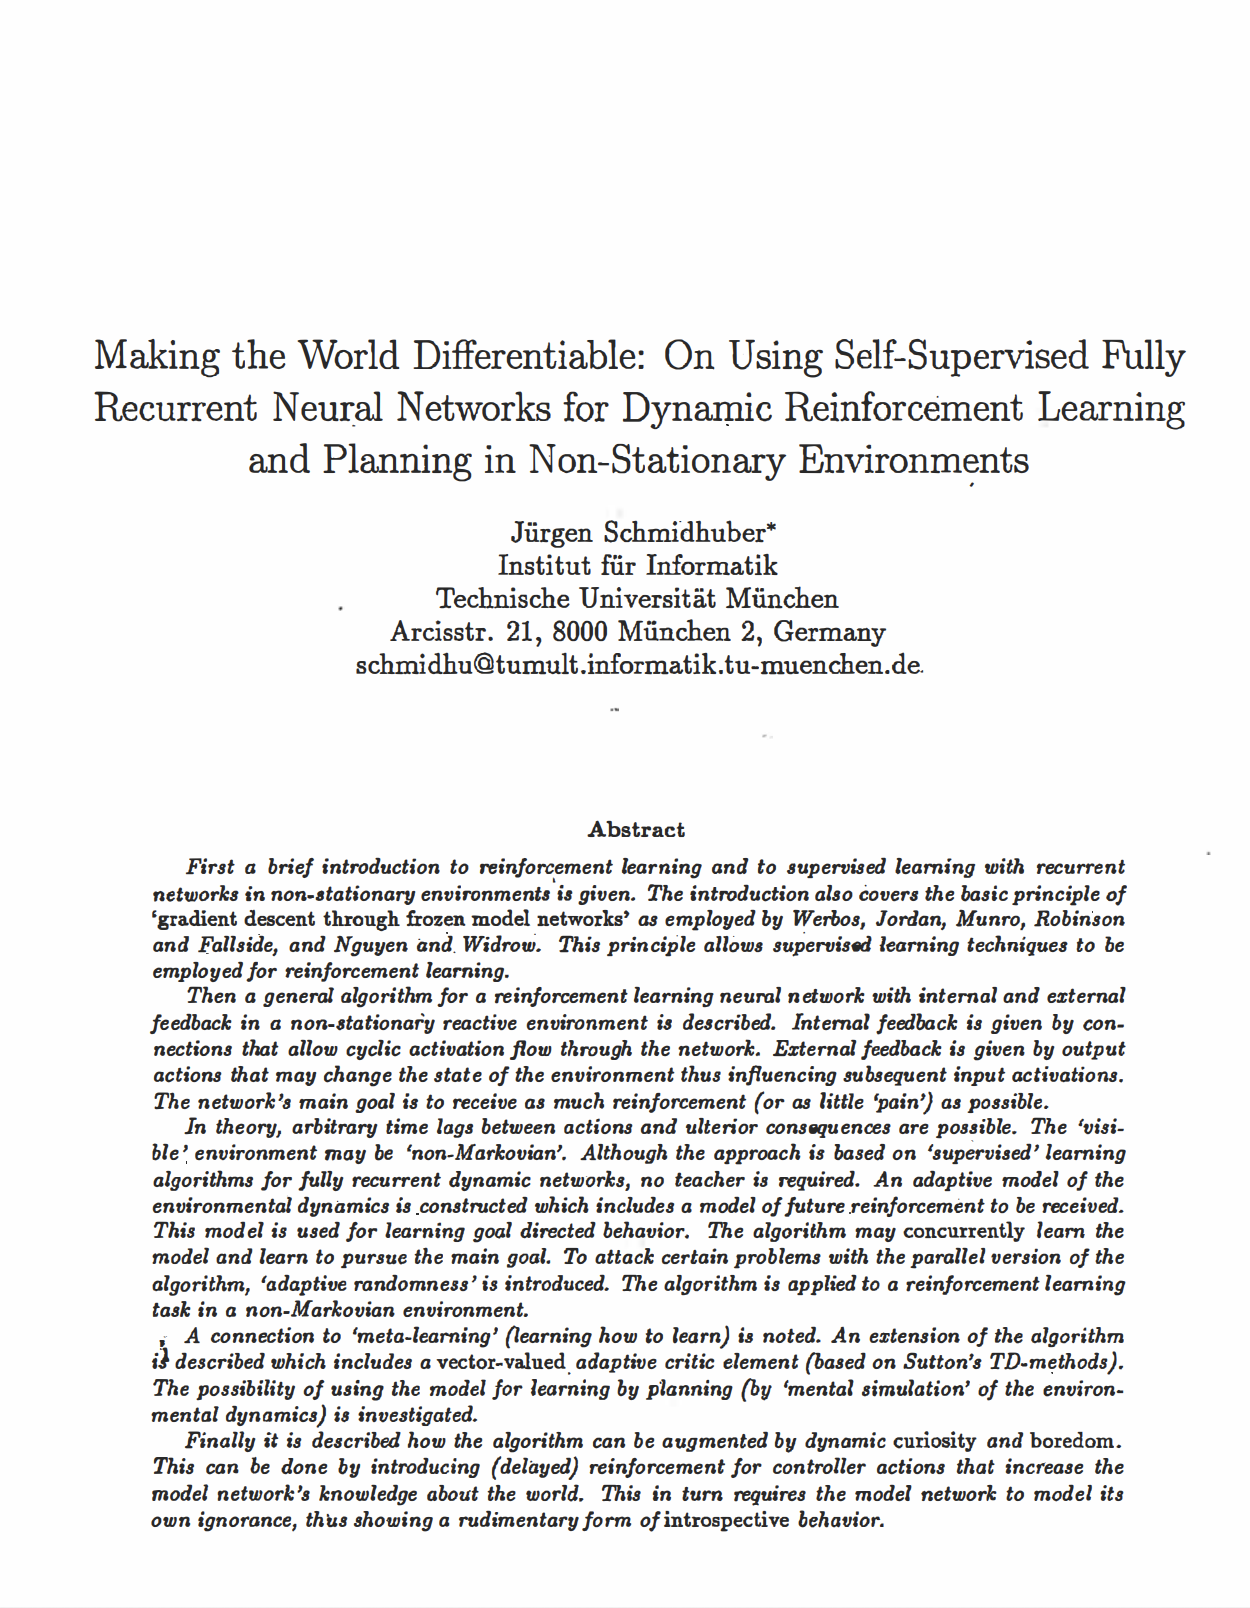 Making the World Differentiable: On Using Self-Supervised Fully
Recurrent Neural Networks for Dynamic Reinforcement Learning
and Planning in Non-Stationary Environments
Jürgen Schmidhuber*
Institut für Informatik
Technische Universität München
Arcisstr. 21, 8000 München 2, Germany
schmidhu@tumult.informatik.tu-muenchen.de
Abstract
First a brief introduction to reinforcement learning and to supervised learning with recurrent
networks in non-stationary environments is given. The introduction also covers the basic principle of
‘gradient descent through frozen model networks’ as employed by Werbos, Jordan, Munro, Robinson
and Fallside, and Nguyen and Widrow. This principle allows supervised learning techniques to be
employed for reinforcement learning.
Then a general algorithm for a reinforcement learning neural network with internal and external
feedback in a non-stationary reactive environment is described. Internal feedback is given by con-
nections that allow cyclic activation flow through the network. External feedback is given by output
actions that may change the state of the environment thus influencing subsequent input activations.
The network's main goal is to receive as much reinforcement (or as little ‘pain’) as possible.
In theory, arbitrary time lags between actions and ulterior consequences are possible. The ‘visi-
ble’ environment may be ‘non-Markovian’. Although the approach is based on ‘supervised’ learning
algorithms for fully recurrent dynamic networks, no teacher is required. An adaptive model of the
environmental dynamics is constructed which includes a model of future reinforcement to be received.
This model is used for learning goal directed behavior. The algorithm may concurrently learn the
model and learn to pursue the main goal. To attack certain problems with the parallel version of the
algorithm, ‘adaptive randomness’ is introduced. The algorithm is applied to a reinforcement learning
task in a non-Markovian environment.
A connection to ‘meta-learning’ (learning how to learn) is noted. An extension of the algorithm
is described which includes a vector-valued adaptive critic element (based on Sutton's TD-methods).
The possibility of using the model for learning by planning (by ‘mental simulation’ of the environ-
mental dynamics) is investigated.
Finally it is described how the algorithm can be augmented by dynamic curiosity and boredom.
This can be done by introducing (delayed) reinforcement for controller actions that increase the
model network's knowledge about the world. This in turn requires the model network to model its
own ignorance, thus showing a rudimentary form of introspective behavior.